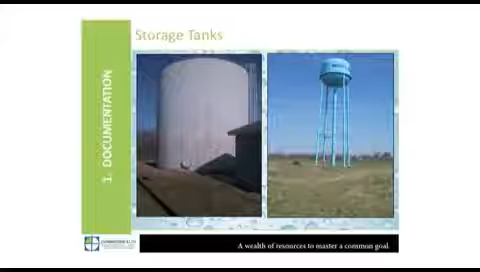 Storage Tanks
1. DOCUMENTATION
A wealth of resources to master a common goal.